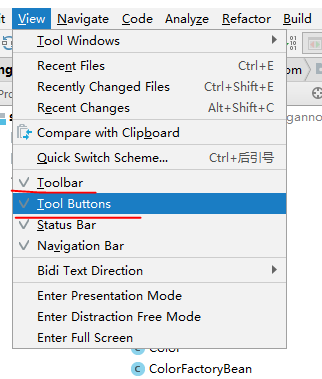 it View Navigate Code Analyze Refactor Build
Tool Windows
Recent Files Ctrl+E
Recently Changed Files Ctrl+Shift+E
Recent Changes Alt+Shift+C
Compare with Clipboard
Quick Switch Scheme... Ctrl+后引号
Toolbar
Tool Buttons
Status Bar
Navigation Bar
Bidi Text Direction
Enter Presentation Mode
Enter Distraction Free Mode
Enter Full Screen
ColorFactoryBean